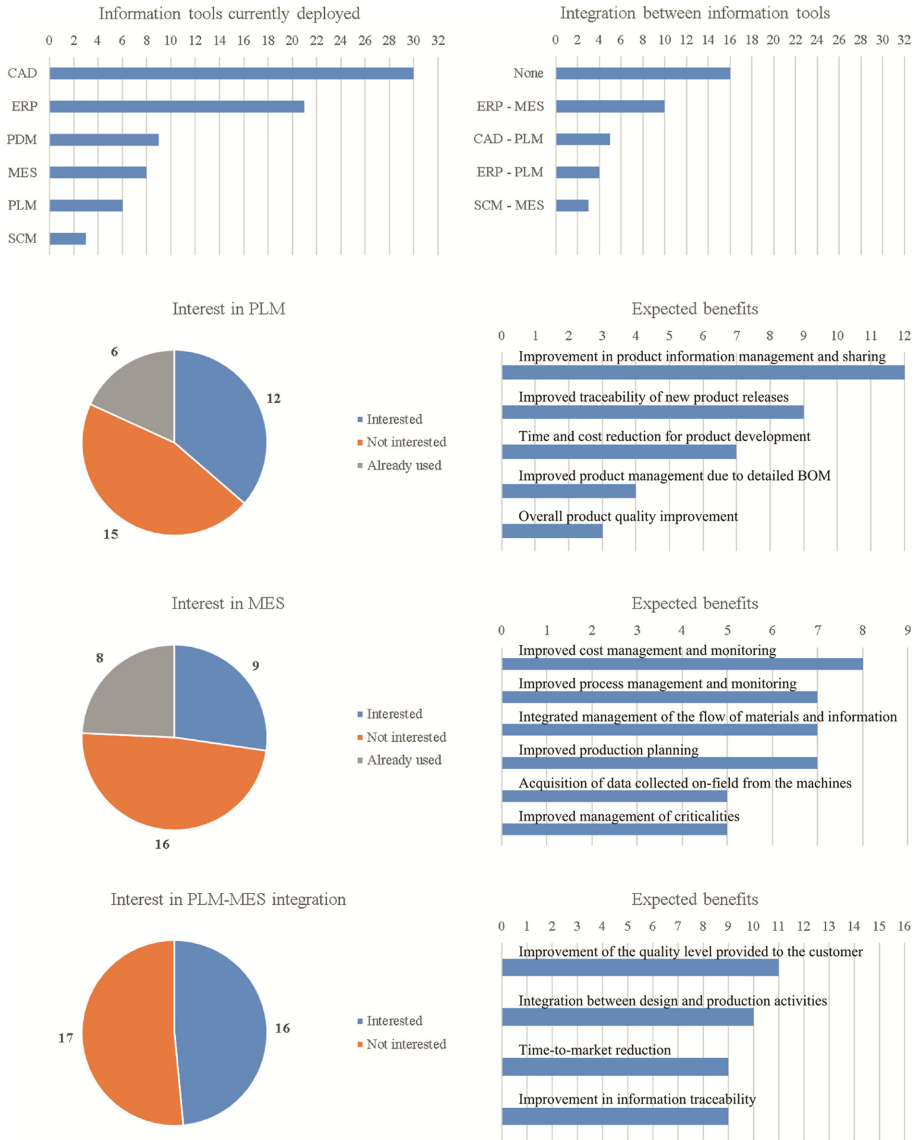 Information tools currently deployed
0 2 4 6 8 10 12 14 16 18 20 22 24 26 28 30 32
CAD
ERP
PDM
MES
PLM
SCM
Integration between information tools
0 2 4 6 8 10 12 14 16 18 20 22 24 26 28 30 32
None
ERP - MES
CAD - PLM
ERP - PLM
SCM - MES
Interest in PLM
6
12
15
Interested
Not interested
Already used
Expected benefits
0 1 2 3 4 5 6 7 8 9 10 11 12
Improvement in product information management and sharing
Improved traceability of new product releases
Time and cost reduction for product development
Improved product management due to detailed BOM
Overall product quality improvement
Interest in MES
8
9
16
Interested
Not interested
Already used
Expected benefits
0 1 2 3 4 5 6 7 8 9
Improved cost management and monitoring
Improved process management and monitoring
Integrated management of the flow of materials and information
Improved production planning
Acquisition of data collected on-field from the machines
Improved management of criticalities
Interest in PLM-MES integration
17
16
Interested
Not interested
Expected benefits
0 1 2 3 4 5 6 7 8 9 10 11 12 13 14 15 16
Improvement of the quality level provided to the customer
Integration between design and production activities
Time-to-market reduction
Improvement in information traceability